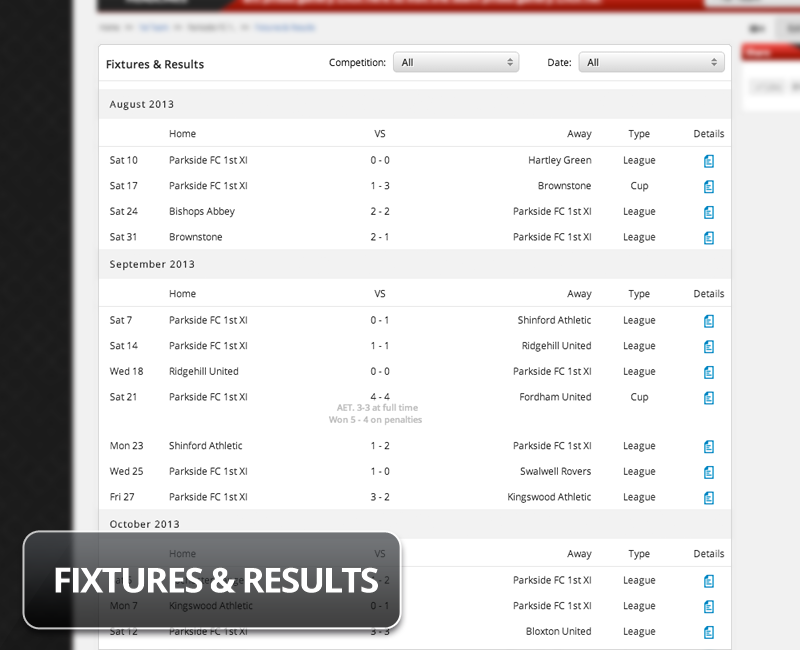 Fixtures & Results Competition: All Date: All
August 2013
Home VS Away Type Details
Sat 10 Parkside FC 1st XI 0 - 0 Hartley Green League
Sat 17 Parkside FC 1st XI 1 - 3 Brownstone Cup
Sat 24 Bishops Abbey 2 - 2 Parkside FC 1st XI League
Sat 31 Brownstone 2 - 1 Parkside FC 1st XI League
September 2013
Home VS Away Type Details
Sat 7 Parkside FC 1st XI 0 - 1 Shinford Athletic League
Sat 14 Parkside FC 1st XI 1 - 1 Ridgehill United League
Wed 18 Ridgehill United 0 - 0 Parkside FC 1st XI League
Sat 21 Parkside FC 1st XI 4 - 4 Fordham United Cup
AET. 3-3 at full time
Won 5 - 4 on penalties
Mon 23 Shinford Athletic 1 - 2 Parkside FC 1st XI League
Wed 25 Parkside FC 1st XI 1 - 0 Swalwell Rovers League
Fri 27 Parkside FC 1st XI 3 - 2 Kingswood Athletic League
October 2013
Home VS Away Type Details
FIXTURES & RESULTS
- 2 Parkside FC 1st XI League
Mon 7 Kingswood Athletic 0 - 1 Parkside FC 1st XI League
Sat 12 Parkside FC 1st XI 3 - 3 Bloxton United League